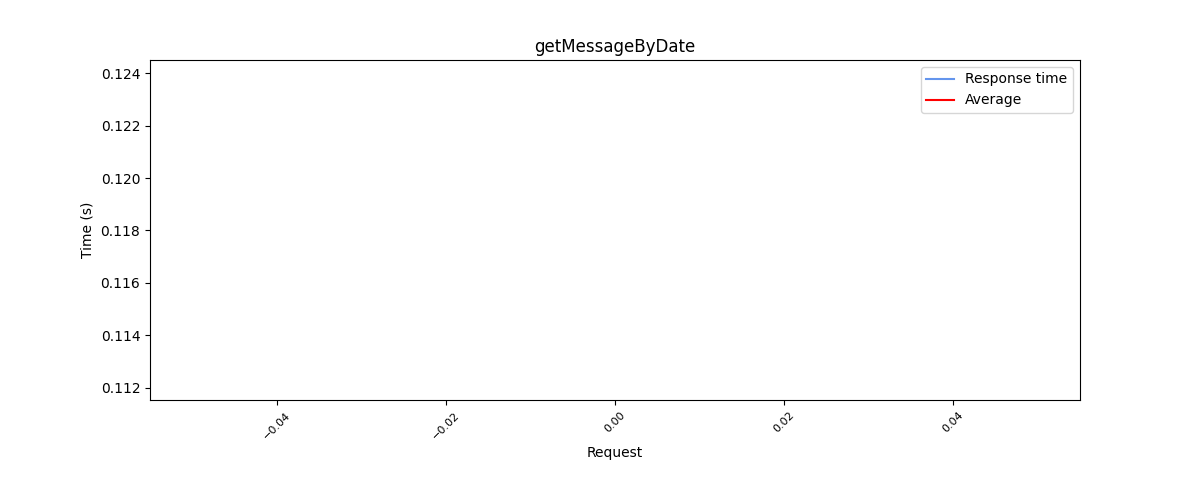 getMessageByDate
Response time
Average
0.124
0.122
0.120
0.118
0.116
0.114
0.112
Time (s)
−0.04
−0.02
0.00
0.02
0.04
Request